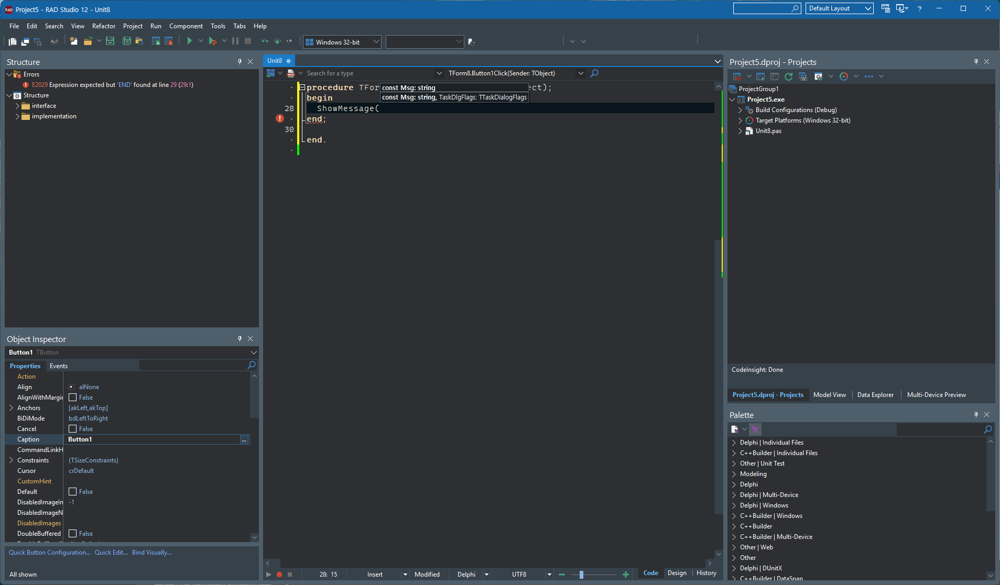 RAD Project5 - RAD Studio 12 - Unit8
Default Layout
?
File Edit Search View Refactor Project Run Component Tools Tabs Help
Windows 32-bit
Structure
Errors
E2029 Expression expected but 'END' found at line 29 (29:1)
Structure
interface
implementation
Object Inspector
Button1 TButton
Properties Events
Action
Align alNone
AlignWithMargin False
Anchors [akLeft,akTop]
BiDiMode bdLeftToRight
Cancel False
Caption Button1 ...
CommandLinkH
Constraints (TSizeConstraints)
Cursor crDefault
CustomHint
Default False
DisabledImageIn -1
DisabledImageN
DisabledImages
DoubleBuffered False
Quick Button Configuration... Quick Edit... Bind Visually...
All shown
Unit8
Search for a type TForm8.Button1Click(Sender: TObject)
procedure TFor ect);
const Msg: string
const Msg: string, TaskDlgFlags: TTaskDialogFlags
begin
28 ShowMessage(
end;
30
end.
28: 15 Insert Modified Delphi UTF8 Code Design History
Project5.dproj - Projects
ProjectGroup1
Project5.exe
Build Configurations (Debug)
Target Platforms (Windows 32-bit)
Unit8.pas
CodeInsight: Done
Project5.dproj - Projects Model View Data Explorer Multi-Device Preview
Palette
Delphi | Individual Files
C++Builder | Individual Files
Other | Unit Test
Modeling
Delphi
Delphi | Multi-Device
Delphi | Windows
C++Builder | Windows
C++Builder
C++Builder | Multi-Device
Other | Web
Other
Delphi | DUnitX
C++Builder | DataSnap